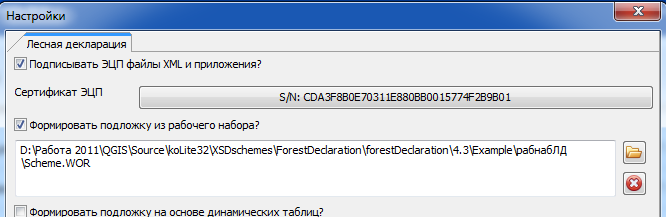 Настройки
Лесная декларация
Подписывать ЭЦП файлы XML и приложения?
Сертификат ЭЦП
S/N: CDA3F8B0E70311E880BB0015774F2B9B01
Формировать подложку из рабочего набора?
D:\Работа 2011\QGIS\Source\koLite32\XSDschemes\ForestDeclaration\forestDeclaration\4.3\Example\рабнабЛД
\Scheme.WOR
Формировать подложку на основе динамических таблиц?